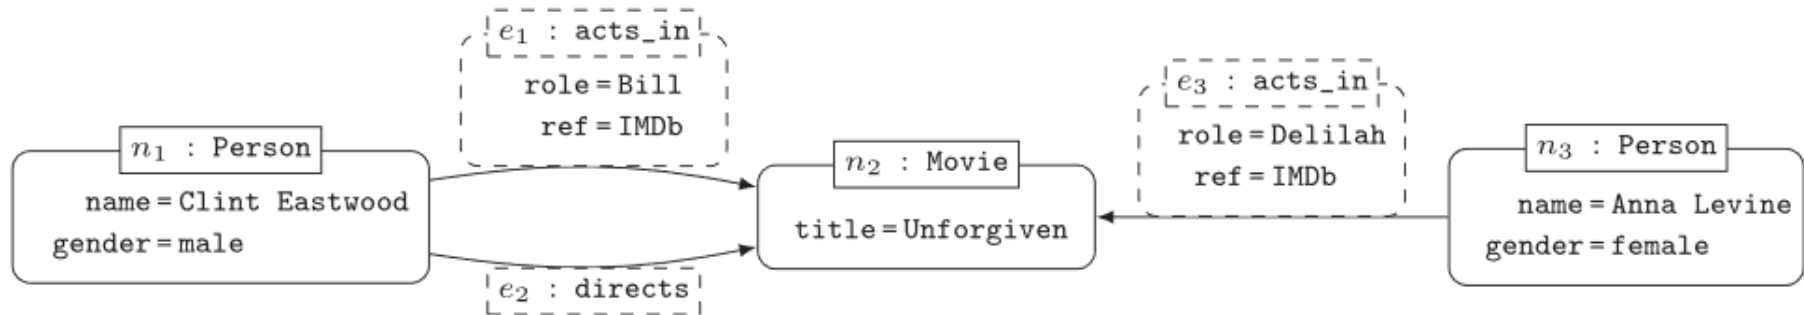 n₁ : Person
name = Clint Eastwood
gender = male
e₁ : acts_in
role = Bill
ref = IMDb
e₂ : directs
n₂ : Movie
title = Unforgiven
e₃ : acts_in
role = Delilah
ref = IMDb
n₃ : Person
name = Anna Levine
gender = female